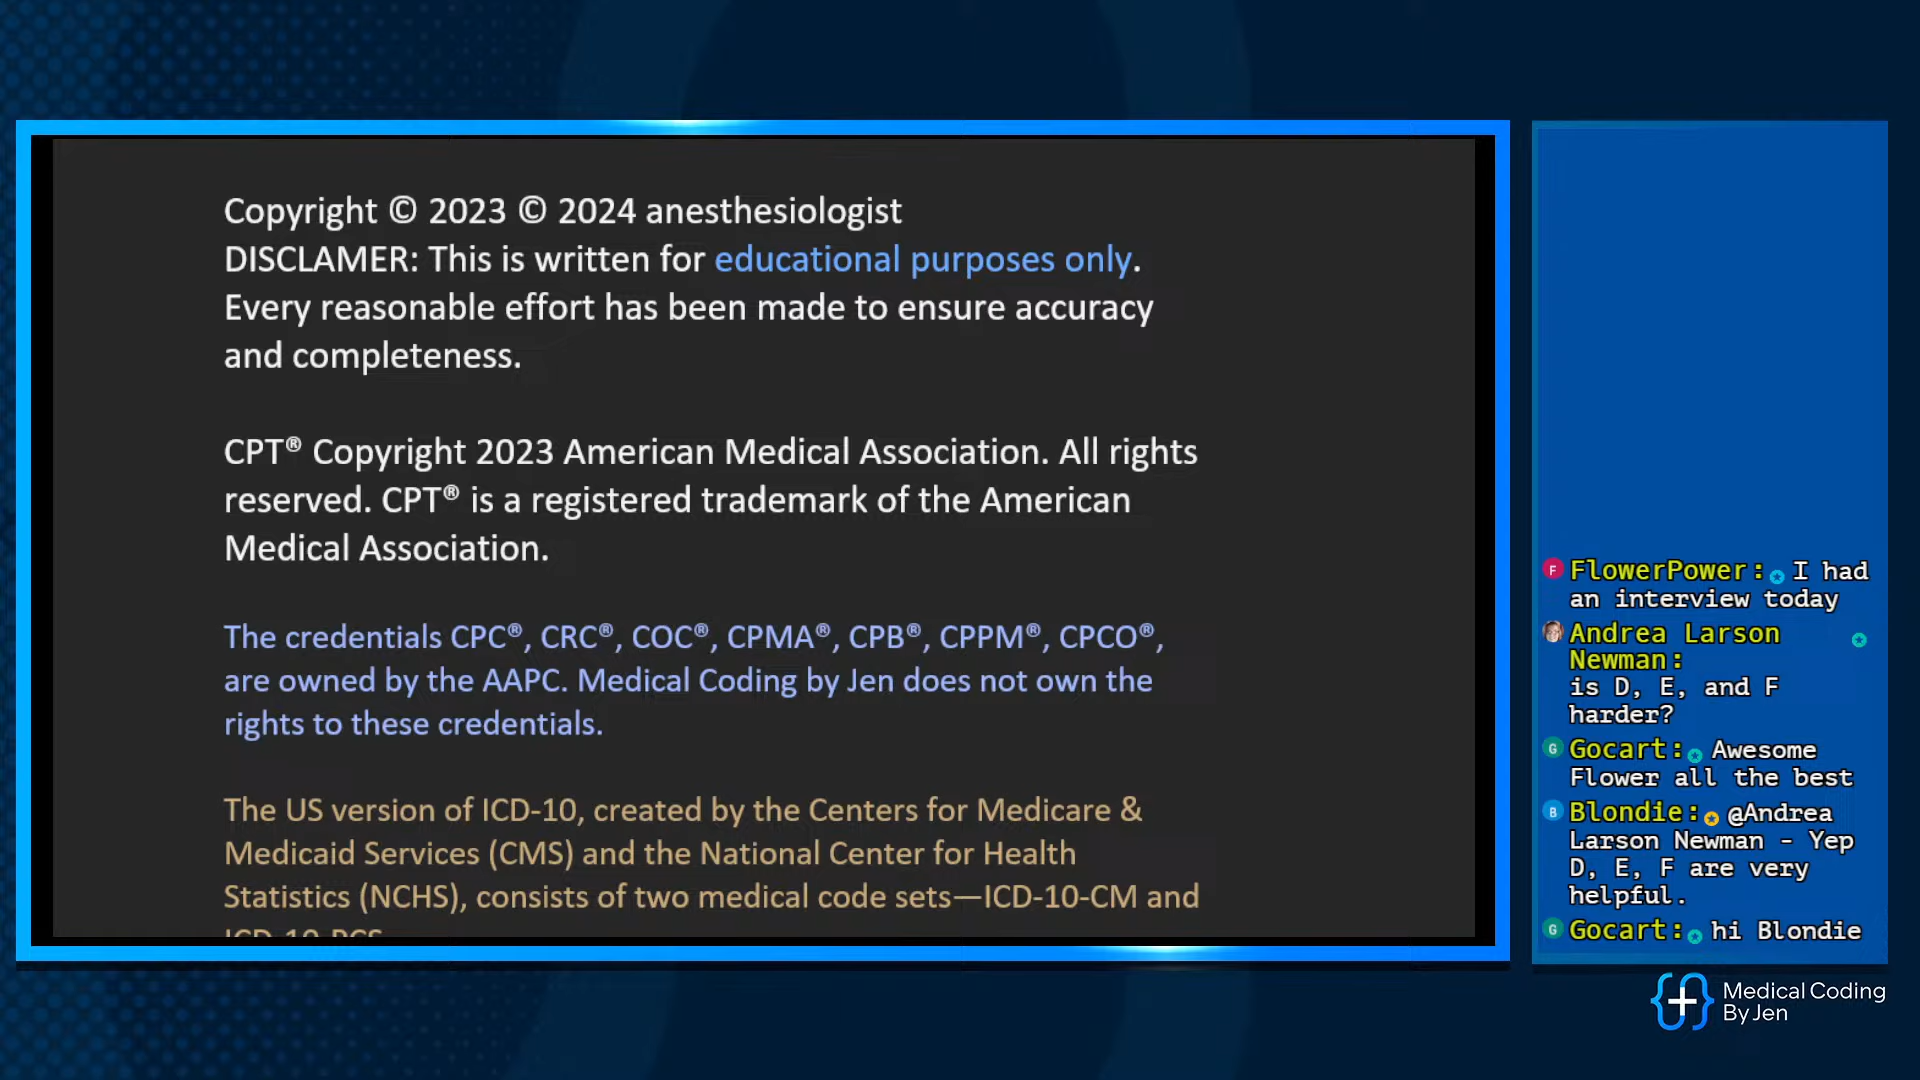 Copyright © 2023 © 2024 anesthesiologist
DISCLAMER: This is written for educational purposes only.
Every reasonable effort has been made to ensure accuracy
and completeness.
CPT® Copyright 2023 American Medical Association. All rights
reserved. CPT® is a registered trademark of the American
Medical Association.
The credentials CPC®, CRC®, COC®, CPMA®, CPB®, CPPM®, CPCO®,
are owned by the AAPC. Medical Coding by Jen does not own the
rights to these credentials.
The US version of ICD-10, created by the Centers for Medicare &
Medicaid Services (CMS) and the National Center for Health
Statistics (NCHS), consists of two medical code sets—ICD-10-CM and
ICD-10-PCS
F FlowerPower: I had
an interview today
Andrea Larson
Newman:
is D, E, and F
harder?
G Gocart: Awesome
Flower all the best
B Blondie: @Andrea
Larson Newman - Yep
D, E, F are very
helpful.
G Gocart: hi Blondie
Medical Coding
By Jen